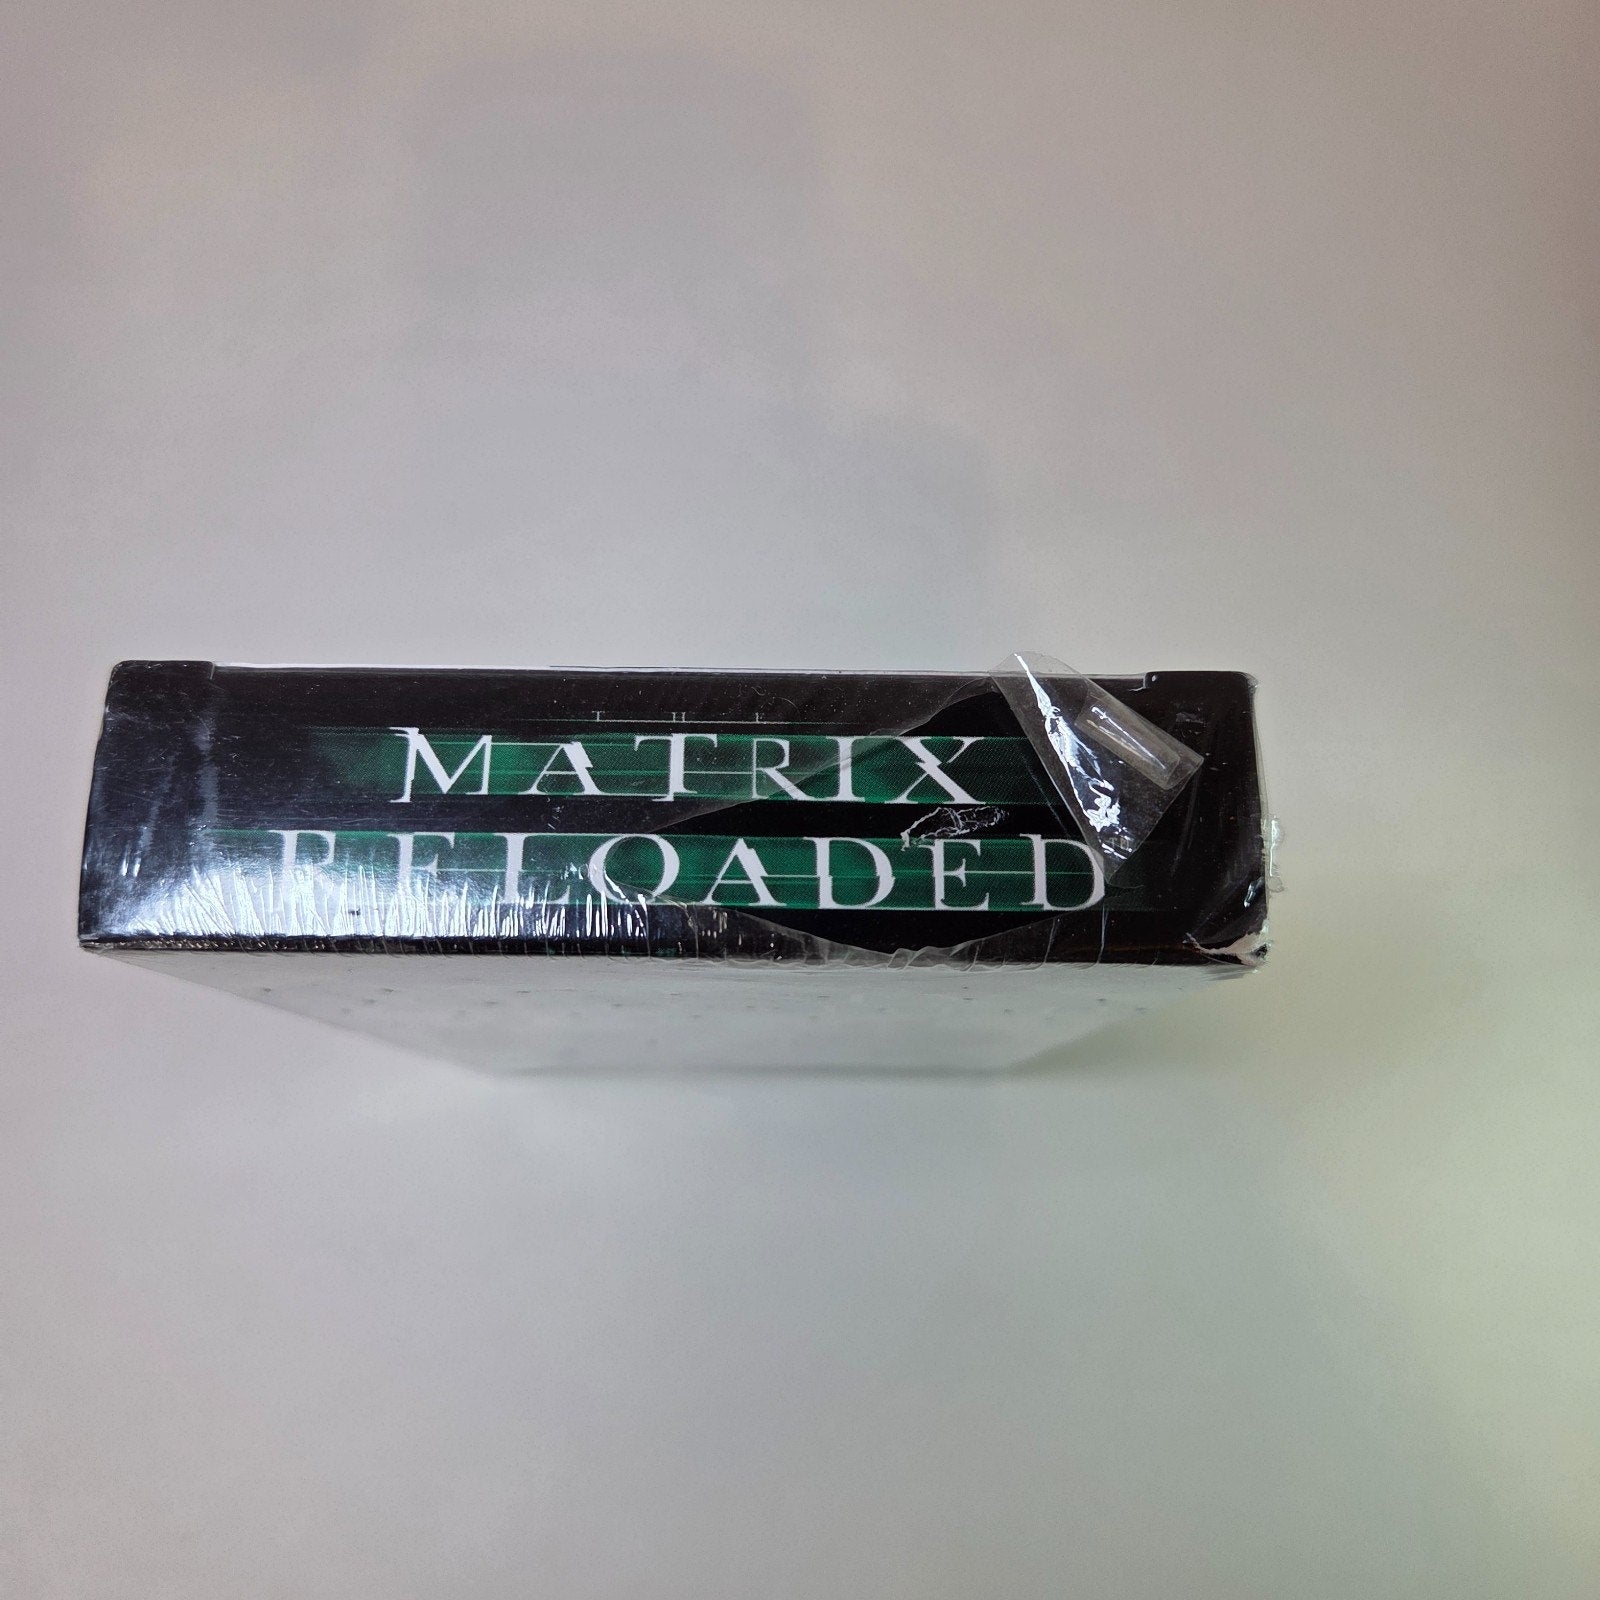 THE
MATRIX
RELOADED